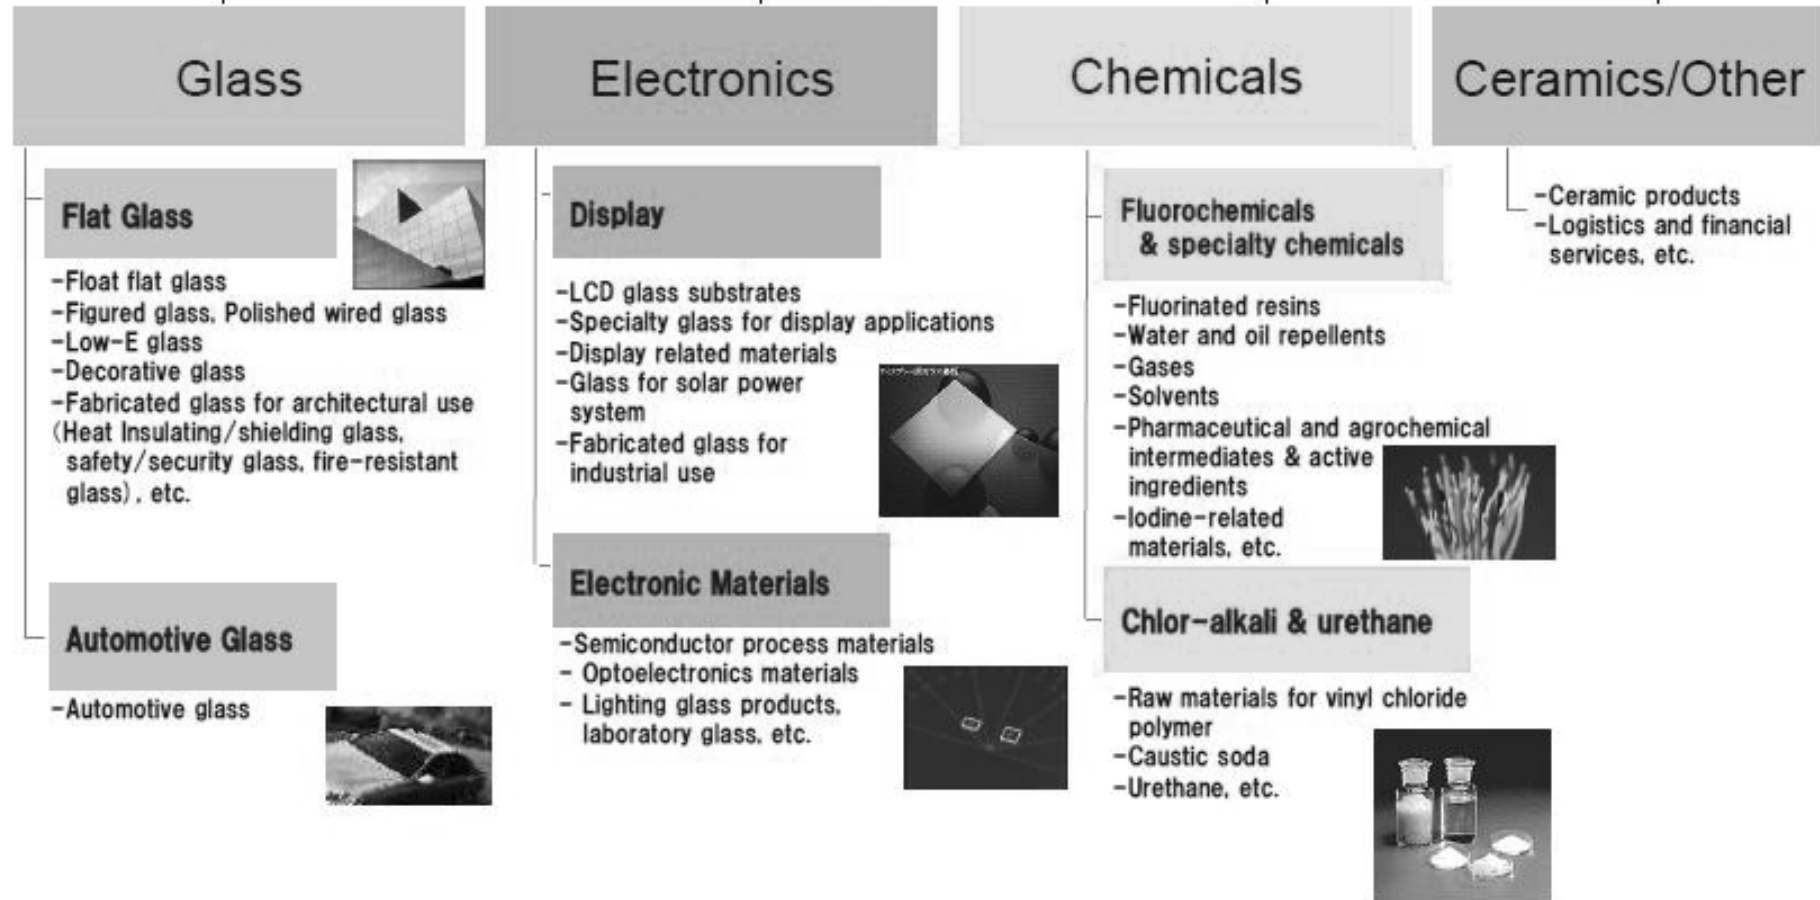 Glass
Electronics
Chemicals
Ceramics/Other
Flat Glass
-Float flat glass
-Figured glass, Polished wired glass
-Low-E glass
-Decorative glass
-Fabricated glass for architectural use
(Heat Insulating/shielding glass,
safety/security glass, fire-resistant
glass), etc.
Automotive Glass
-Automotive glass
Display
-LCD glass substrates
-Specialty glass for display applications
-Display related materials
-Glass for solar power
system
-Fabricated glass for
industrial use
Electronic Materials
-Semiconductor process materials
- Optoelectronics materials
- Lighting glass products,
laboratory glass, etc.
Fluorochemicals
& specialty chemicals
-Fluorinated resins
-Water and oil repellents
-Gases
-Solvents
-Pharmaceutical and agrochemical
intermediates & active
ingredients
-Iodine-related
materials, etc.
Chlor-alkali & urethane
-Raw materials for vinyl chloride
polymer
-Caustic soda
-Urethane, etc.
-Ceramic products
-Logistics and financial
services, etc.